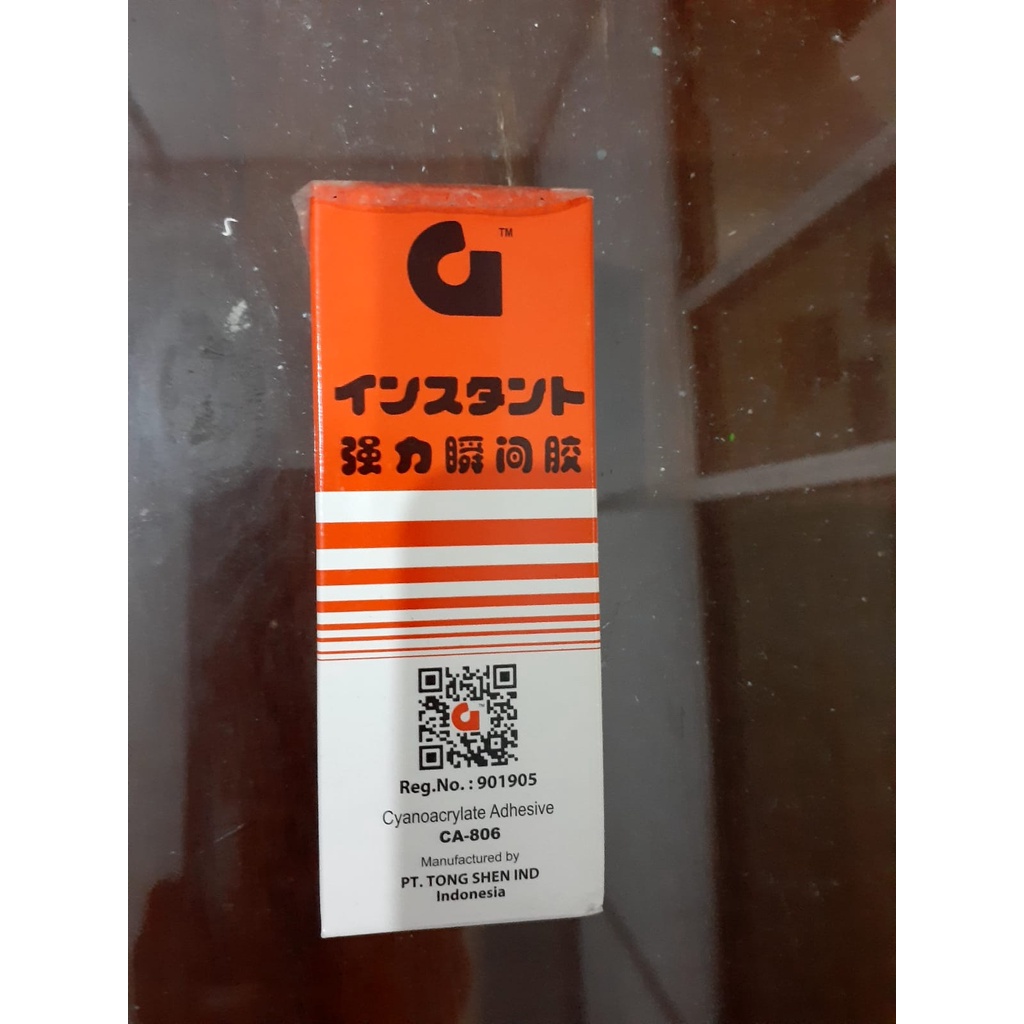 G ™
インスタント
强力瞬间胶
Reg.No. : 901905
Cyanoacrylate Adhesive
CA-806
Manufactured by
PT. TONG SHEN IND
Indonesia